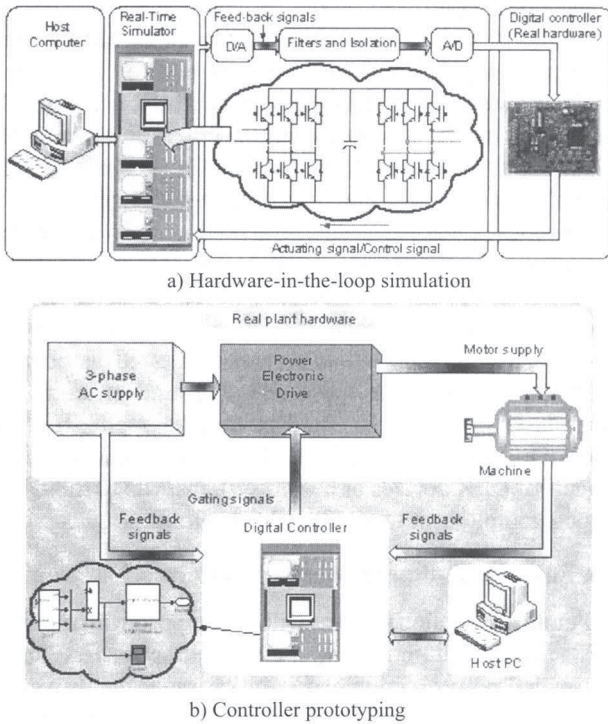 Host
Computer
Real-Time
Simulator
Feed-back signals
D/A
Filters and Isolation
A/D
Digital controller
(Real hardware)
Actuating signal/Control signal
a) Hardware-in-the-loop simulation
Real plant hardware
3-phase
AC supply
Power
Electronic
Drive
Motor supply
Machine
Gating signals
Feedback
signals
Digital Controller
Feedback
signals
Host PC
b) Controller prototyping